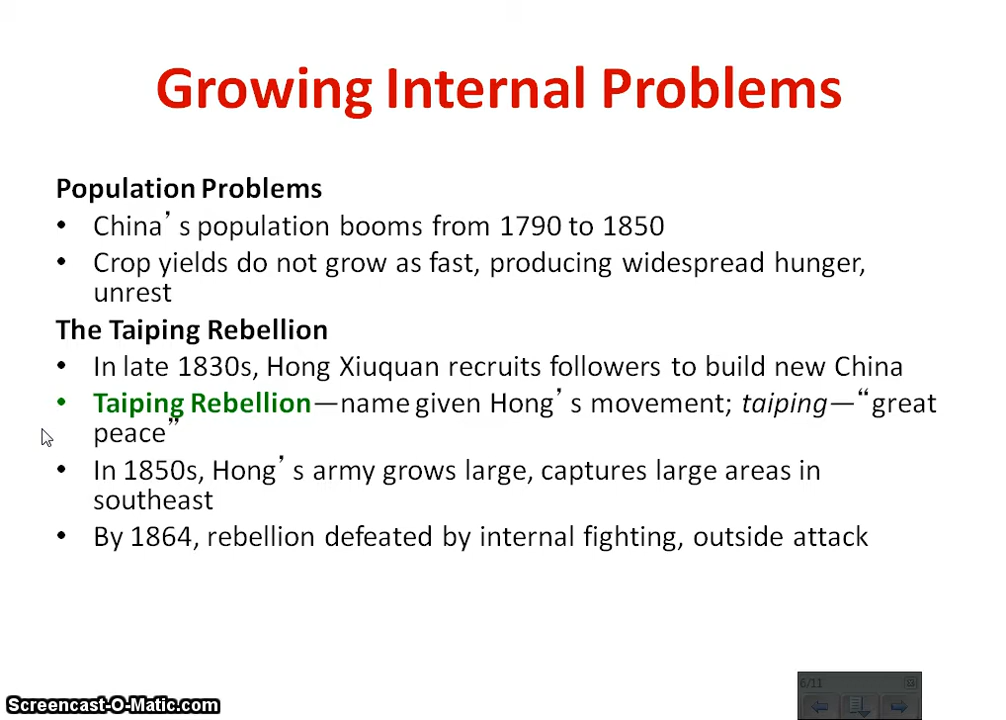 Growing Internal Problems
Population Problems
• China’s population booms from 1790 to 1850
• Crop yields do not grow as fast, producing widespread hunger,
unrest
The Taiping Rebellion
• In late 1830s, Hong Xiuquan recruits followers to build new China
• Taiping Rebellion—name given Hong’s movement; taiping—“great
peace”
• In 1850s, Hong’s army grows large, captures large areas in
southeast
• By 1864, rebellion defeated by internal fighting, outside attack
6/11
Screencast-O-Matic.com